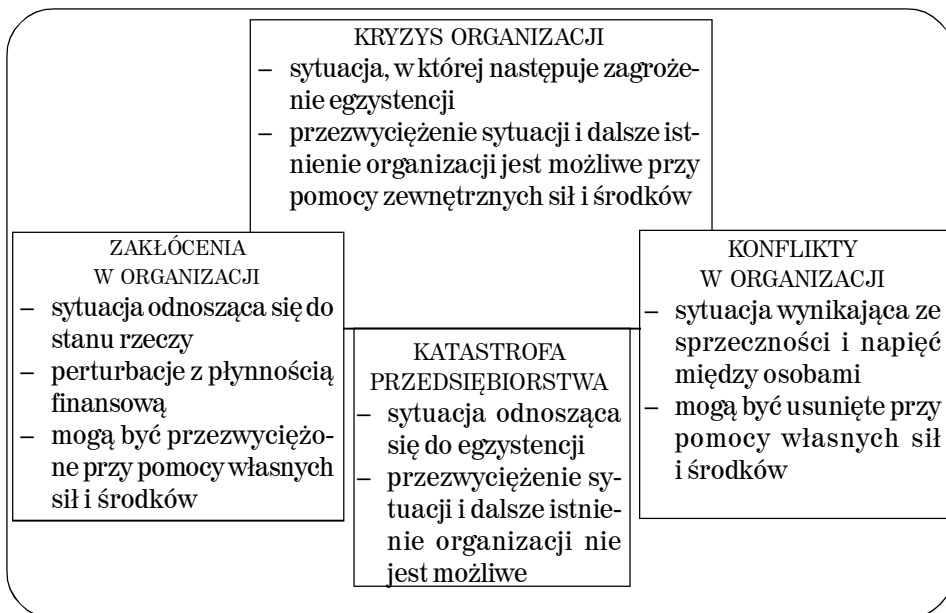 KRYZYS ORGANIZACJI
– sytuacja, w której następuje zagroże-
nie egzystencji
– przezwyciężenie sytuacji i dalsze ist-
nienie organizacji jest możliwe przy
pomocy zewnętrznych sił i środków
ZAKŁÓCENIA
W ORGANIZACJI
– sytuacja odnosząca się do
stanu rzeczy
– perturbacje z płynnością
finansową
– mogą być przezwyciężo-
ne przy pomocy własnych
sił i środków
KATASTROFA
PRZEDSIĘBIORSTWA
– sytuacja odnosząca
się do egzystencji
– przezwyciężenie sy-
tuacji i dalsze istnie-
nie organizacji nie
jest możliwe
KONFLIKTY
W ORGANIZACJI
– sytuacja wynikająca ze
sprzeczności i napięć
między osobami
– mogą być usunięte przy
pomocy własnych sił
i środków